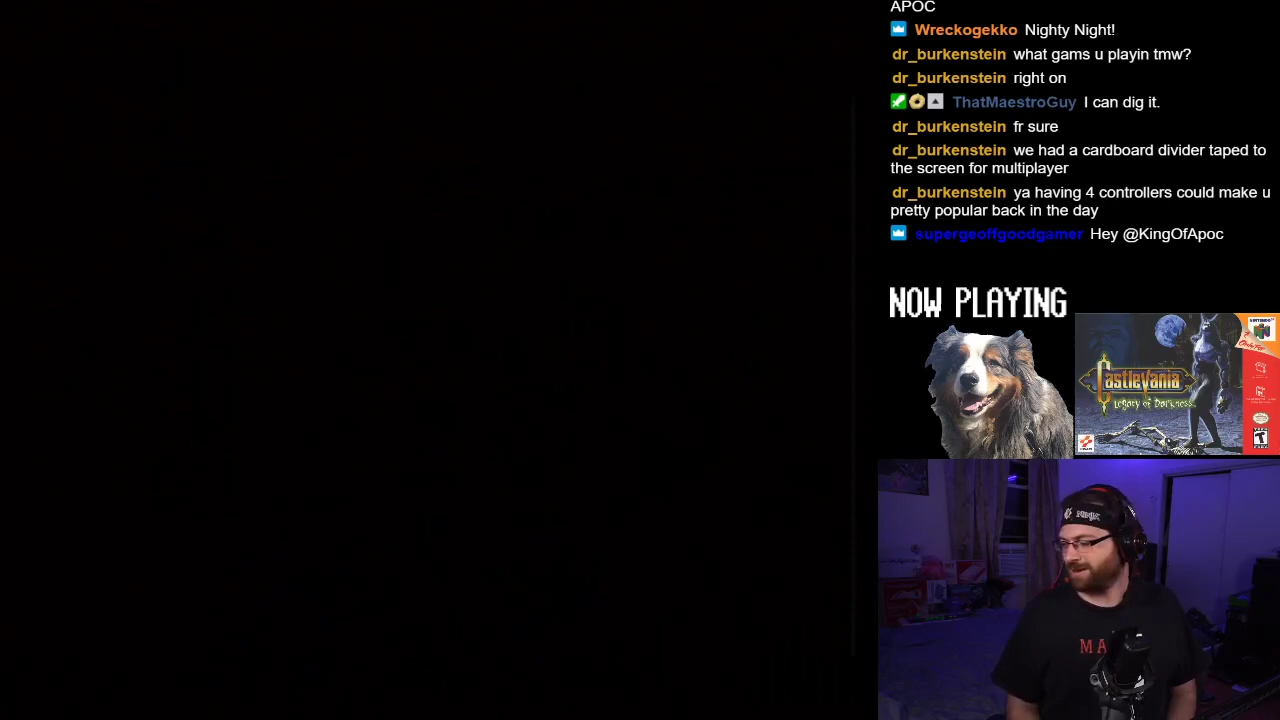 APOC
Wreckogekko Nighty Night!
dr_burkenstein what gams u playin tmw?
dr_burkenstein right on
ThatMaestroGuy I can dig it.
dr_burkenstein fr sure
dr_burkenstein we had a cardboard divider taped to
the screen for multiplayer
dr_burkenstein ya having 4 controllers could make u
pretty popular back in the day
supergeoffgoodgamer Hey @KingOfApoc
NOW PLAYING
Castlevania
Legacy of Darkness
MA